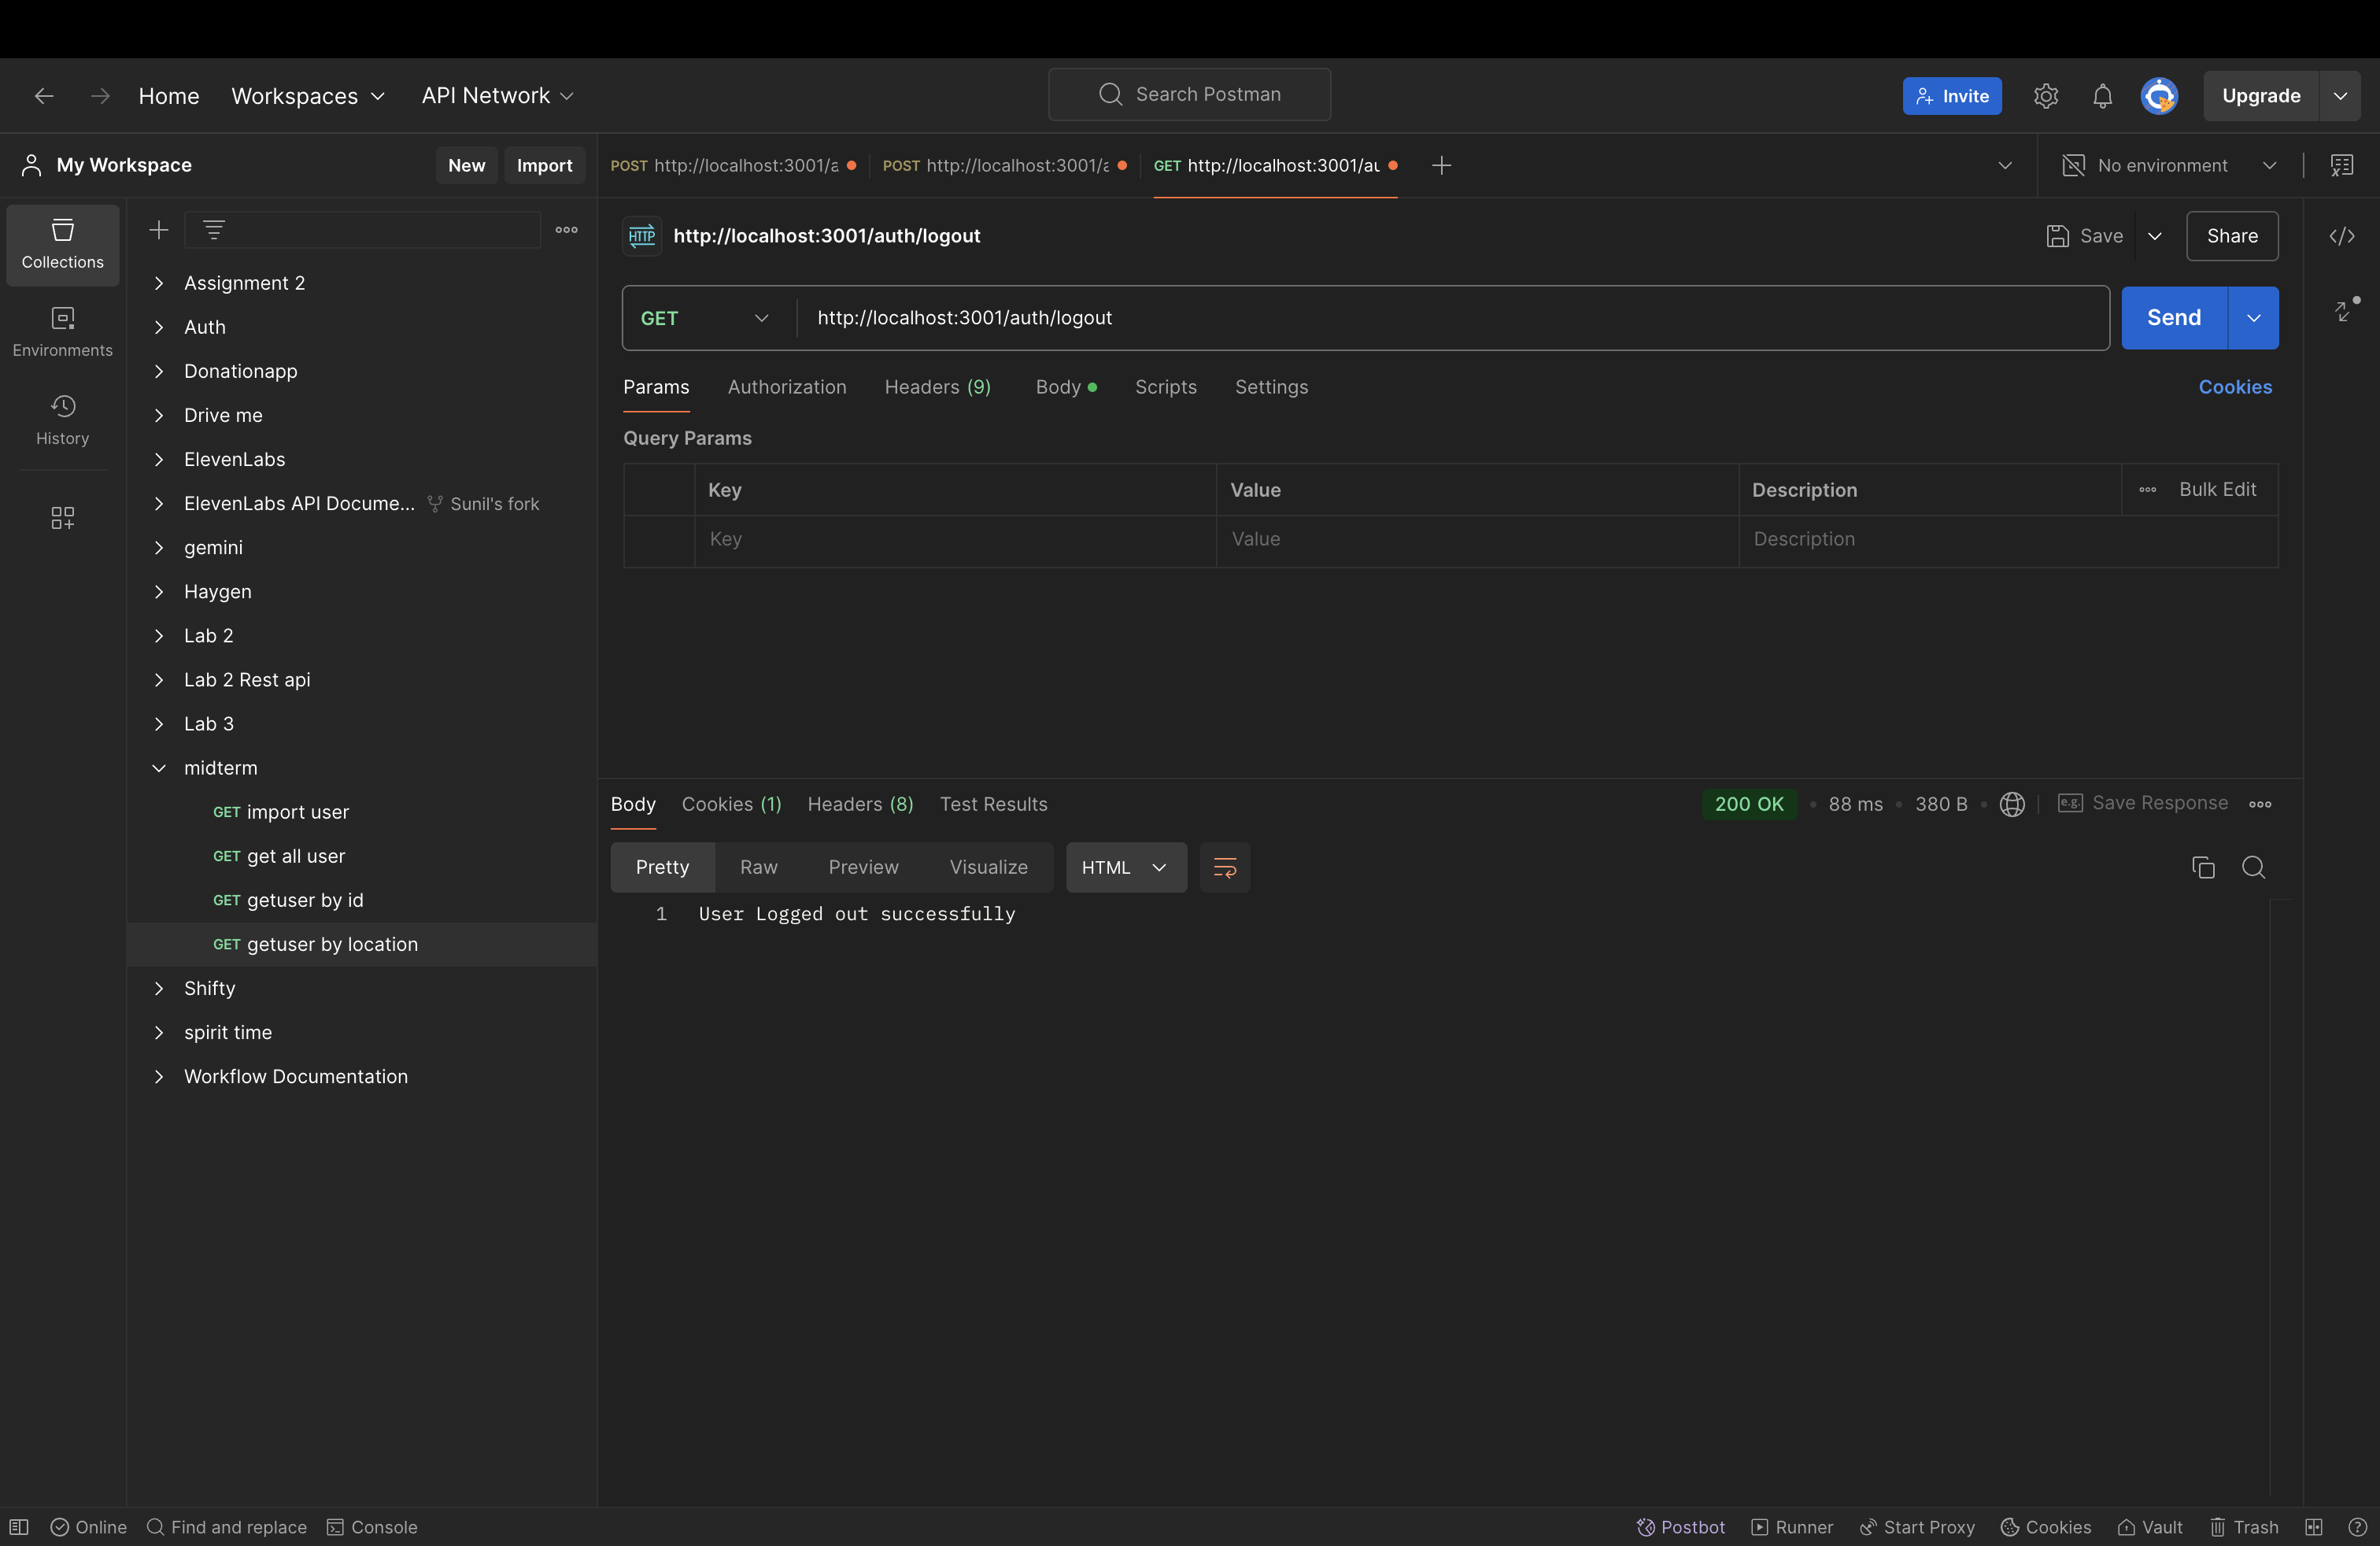 Home Workspaces API Network Search Postman Invite Upgrade
My Workspace New Import POST http://localhost:3001/a POST http://localhost:3001/a GET http://localhost:3001/au No environment
Collections
Environments
History
Assignment 2
Auth
Donationapp
Drive me
ElevenLabs
ElevenLabs API Docume... Sunil's fork
gemini
Haygen
Lab 2
Lab 2 Rest api
Lab 3
midterm
GET import user
GET get all user
GET getuser by id
GET getuser by location
Shifty
spirit time
Workflow Documentation
HTTP http://localhost:3001/auth/logout Save Share
GET http://localhost:3001/auth/logout Send
Params Authorization Headers (9) Body Scripts Settings Cookies
Query Params
Key Value Description Bulk Edit
Key Value Description
Body Cookies (1) Headers (8) Test Results 200 OK 88 ms 380 B e.g. Save Response
Pretty Raw Preview Visualize HTML
1 User Logged out successfully
Online Find and replace Console Postbot Runner Start Proxy Cookies Vault Trash